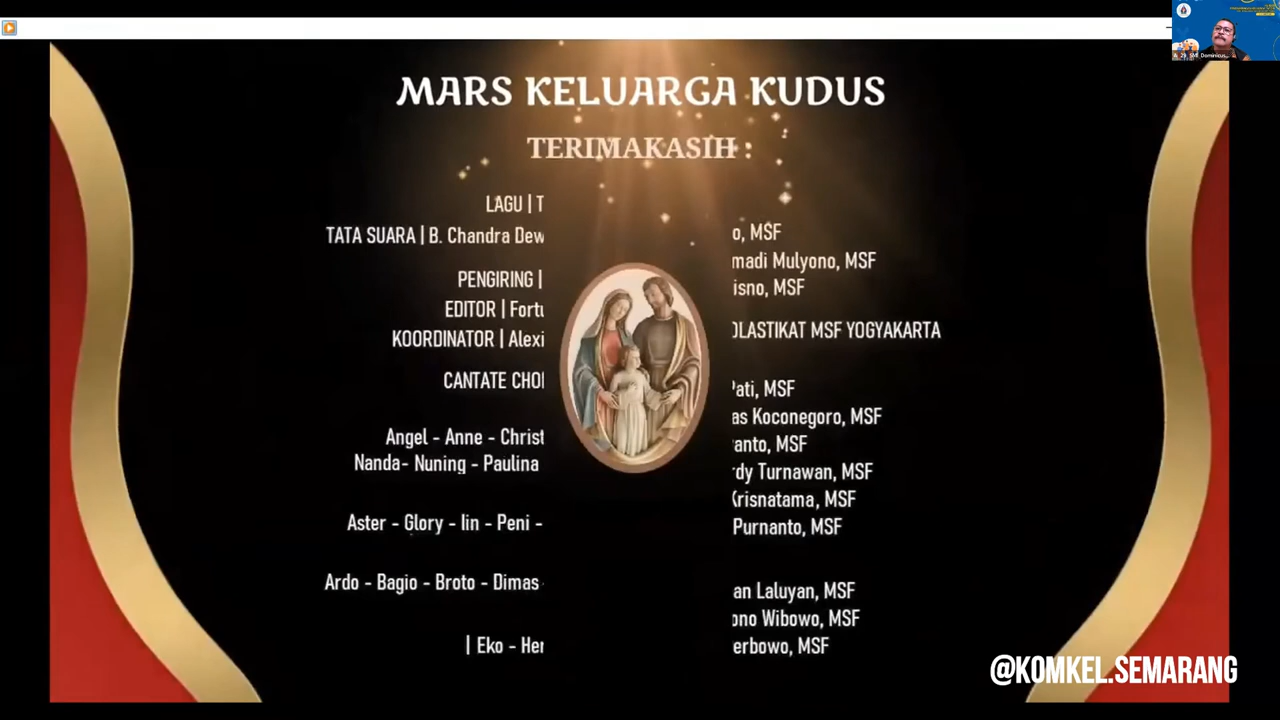 MARS KELUARGA KUDUS
TERIMAKASIH :
LAGU | T
TATA SUARA | B. Chandra Dew
PENGIRING |
EDITOR | Fortu
KOORDINATOR | Alexi
CANTATE CHOI
Angel - Anne - Christ
Nanda- Nuning - Paulina
Aster - Glory - Iin - Peni -
Ardo - Bagio - Broto - Dimas
| Eko - Her
o, MSF
madi Mulyono, MSF
isno, MSF
OLASTIKAT MSF YOGYAKARTA
Pati, MSF
as Koconegoro, MSF
anto, MSF
rdy Turnawan, MSF
Krisnatama, MSF
Purnanto, MSF
an Laluyan, MSF
ono Wibowo, MSF
erbowo, MSF
@KOMKEL.SEMARANG